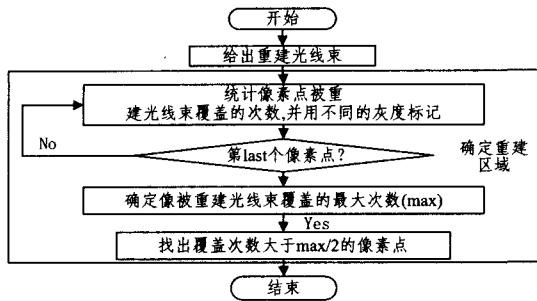 开始
给出重建光线束
统计像素点被重
建光线束覆盖的次数,并用不同的灰度标记
No
第last个像素点?
确定重建
区域
确定像被重建光线束覆盖的最大次数(max)
Yes
找出覆盖次数大于max/2的像素点
结束